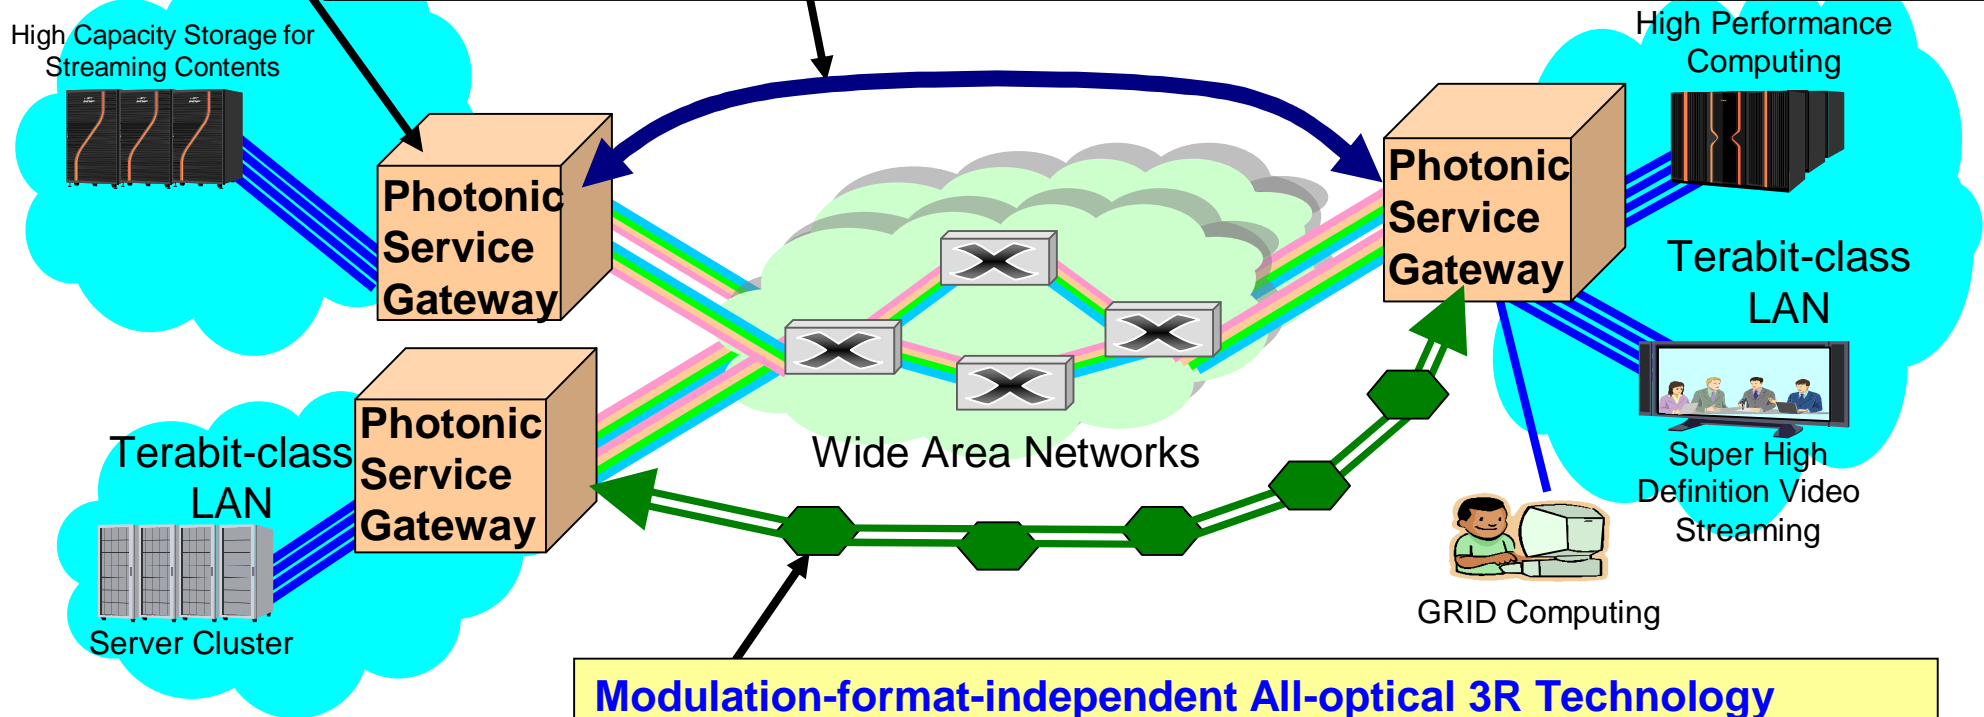 High Capacity Storage for
Streaming Contents
High Performance
Computing
Photonic
Service
Gateway
Photonic
Service
Gateway
Terabit-class
LAN
Photonic
Service
Gateway
Terabit-class
LAN
Wide Area Networks
Super High
Definition Video
Streaming
GRID Computing
Server Cluster
Modulation-format-independent All-optical 3R Technology